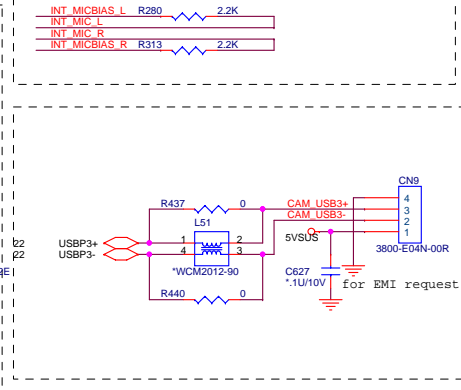 INT_MICBIAS_L R280 2.2K
INT_MIC_L
INT_MIC_R
INT_MICBIAS_R R313 2.2K
CN9
R437 0
CAM_USB3+
CAM_USB3-
4
3
2
1
L51
22 USBP3+ 1 2
22 USBP3- 4 3
5VSUS
3800-E04N-00R
*WCM2012-90
C627
*.1U/10V
for EMI request
R440 0